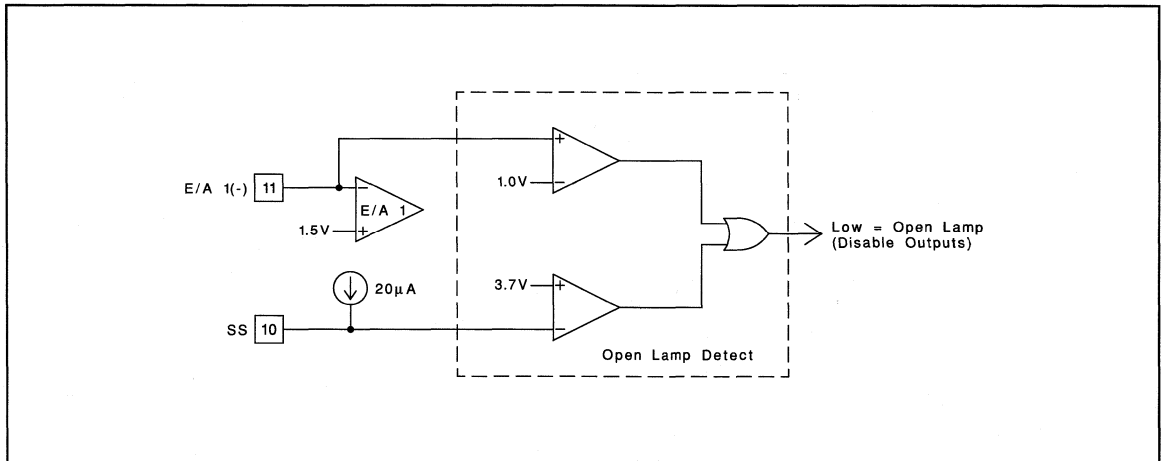 E/A 1(-) 11
E/A 1
−
+
1.5V
+
−
1.0V
Low = Open Lamp
(Disable Outputs)
20µA
3.7V
+
−
SS 10
Open Lamp Detect